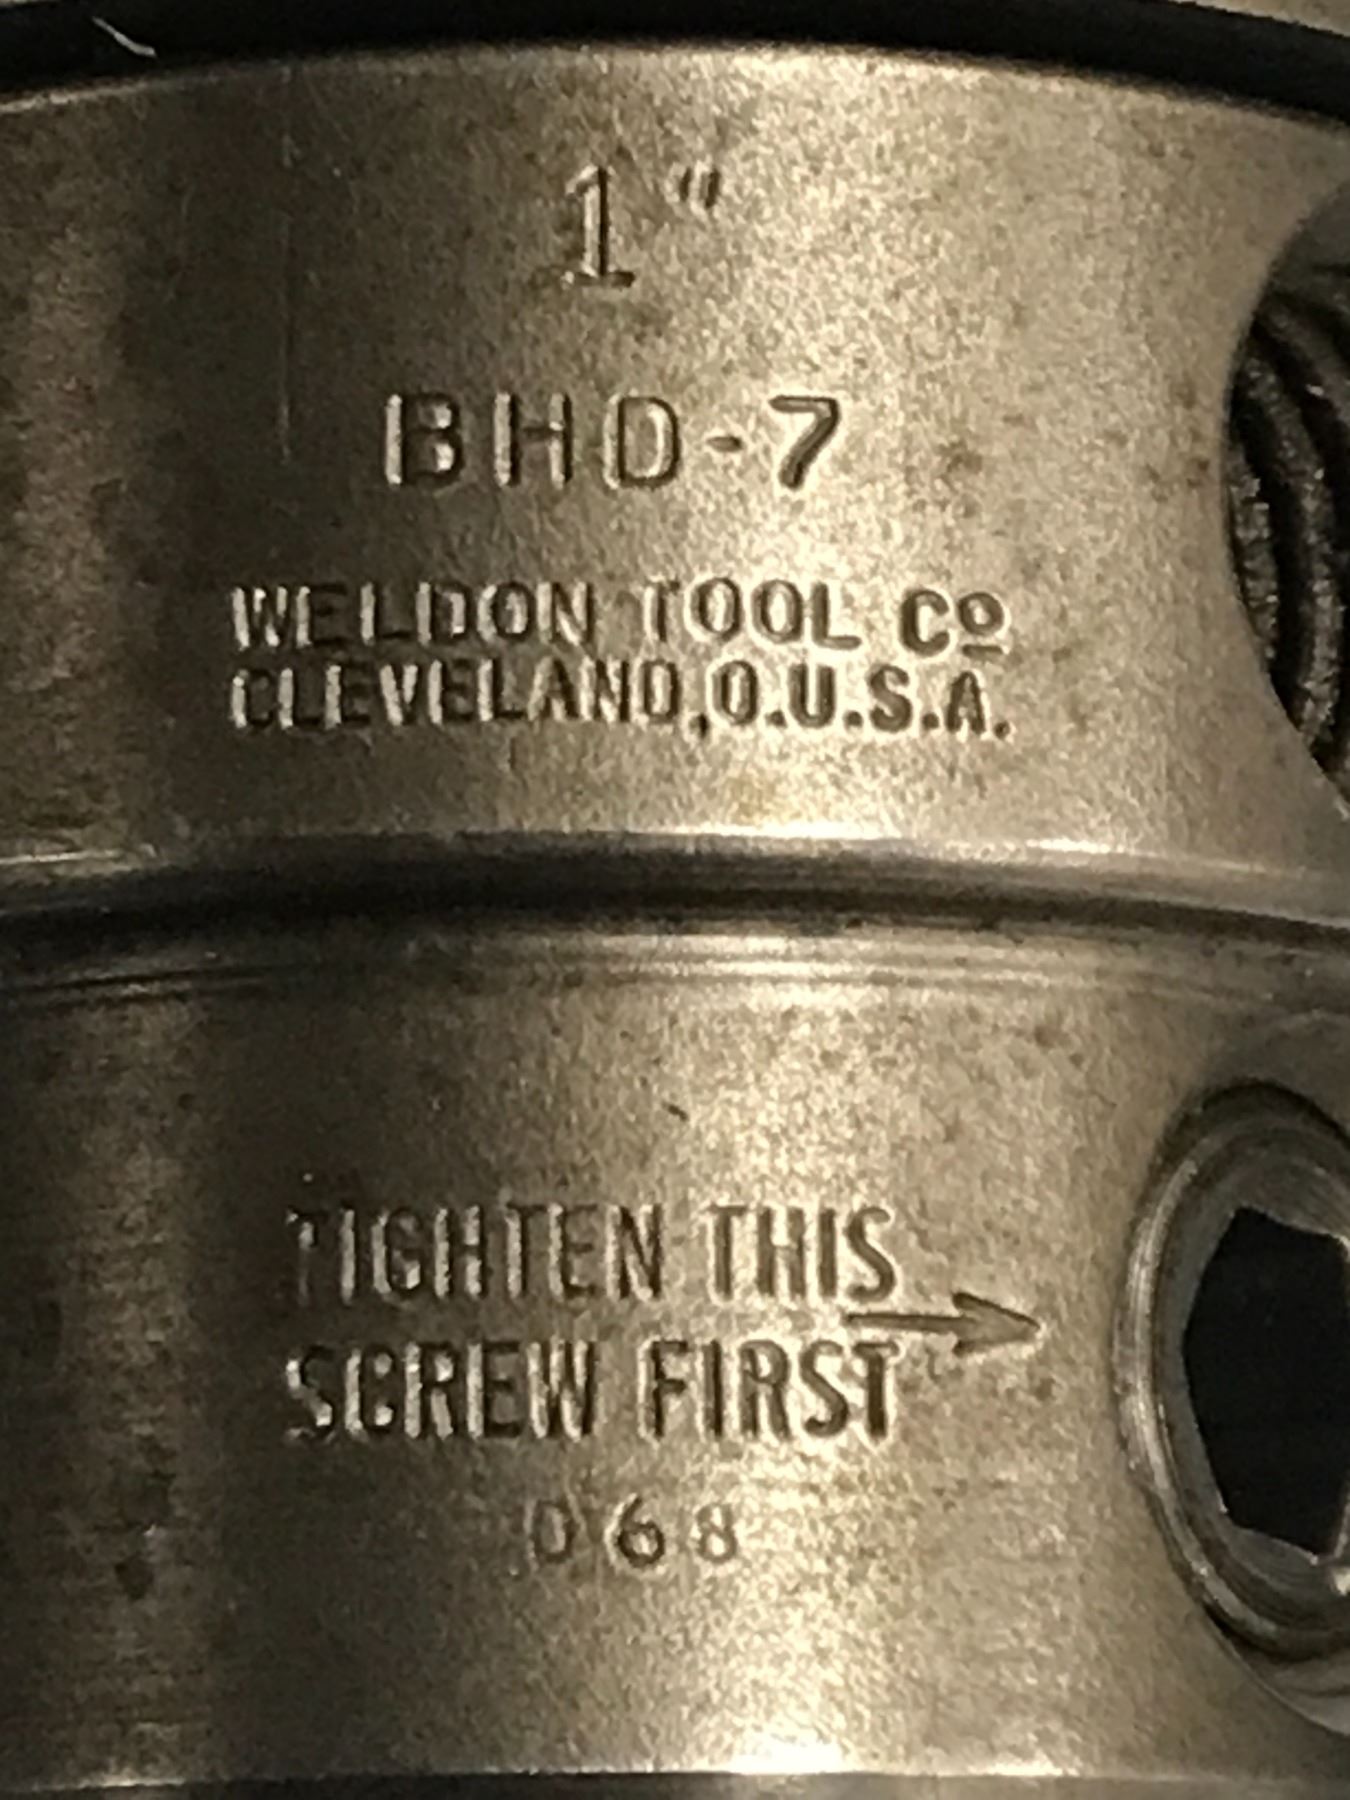 1"
BHD-7
WELDON TOOL Cº
CLEVELAND,O.U.S.A.
TIGHTEN THIS
SCREW FIRST →
068